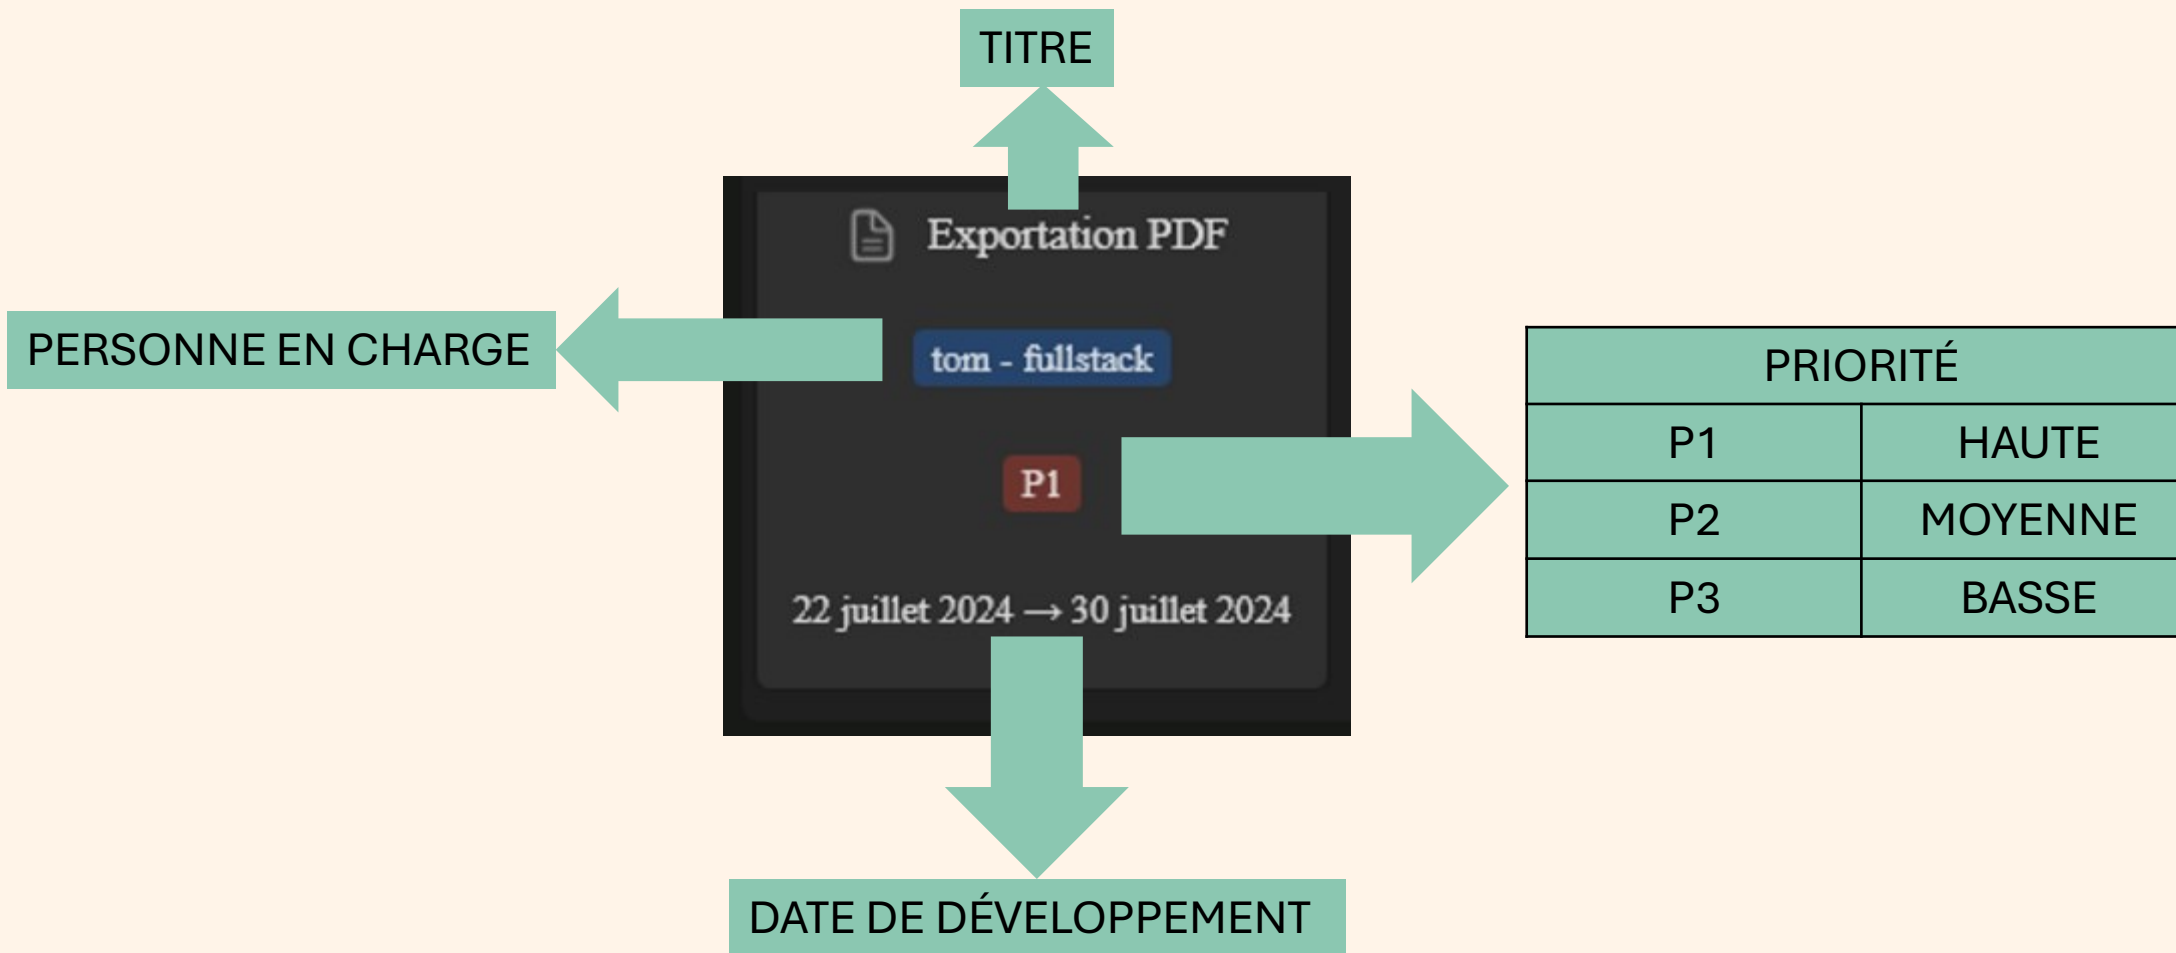 TITRE
Exportation PDF
PERSONNE EN CHARGE
tom - fullstack
P1
22 juillet 2024 → 30 juillet 2024
PRIORITÉ
P1 HAUTE
P2 MOYENNE
P3 BASSE
DATE DE DÉVELOPPEMENT